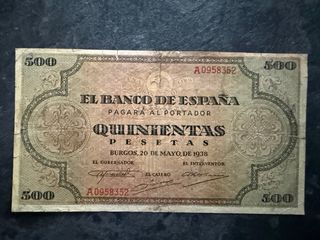 500 500
A0958352
EL BANCO DE ESPAÑA
PAGARÁ AL PORTADOR
QUINIENTAS
PESETAS
BURGOS, 20 DE MAYO, DE 1938
EL GOBERNADOR EL CAJERO EL INTERVENTOR
A0958352
500 500